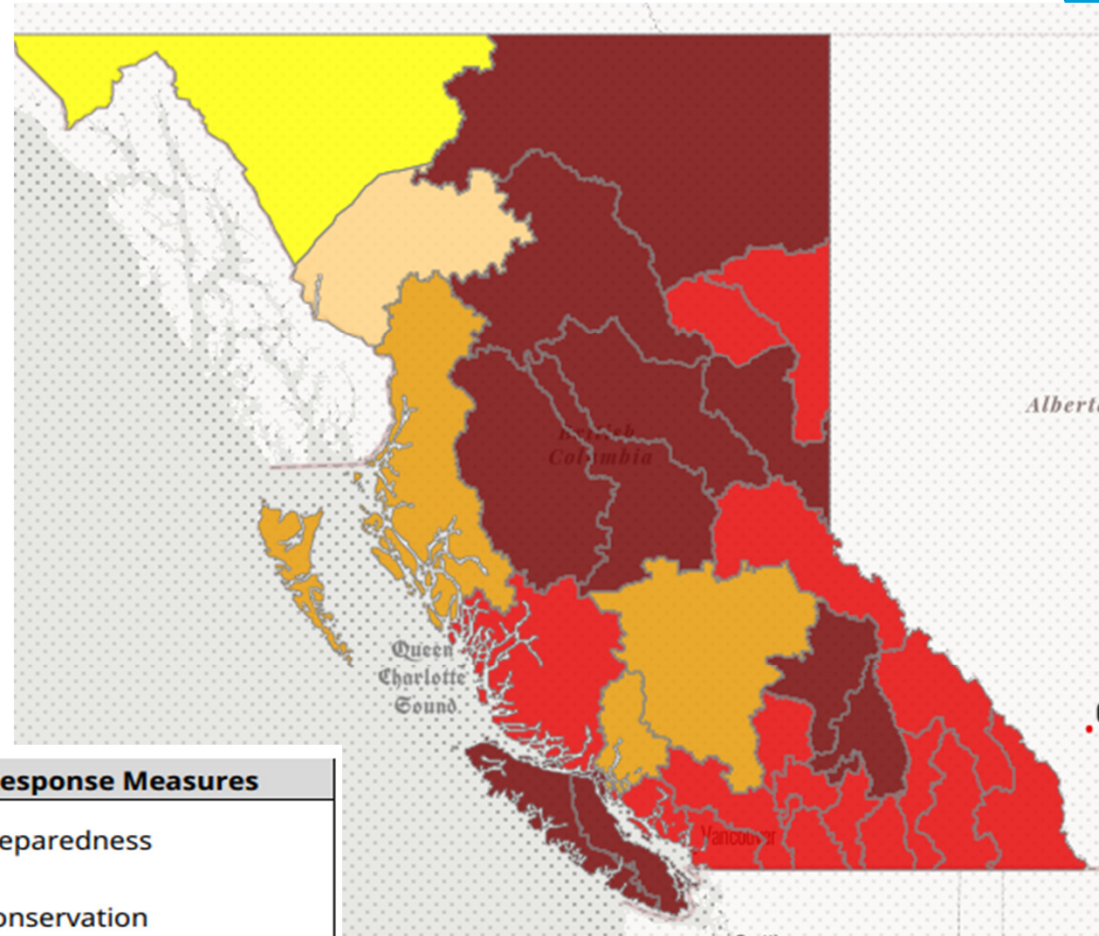 Alberta
British
Columbia
Queen
Charlotte
Sound
Vancouver
esponse Measures
eparedness
onservation